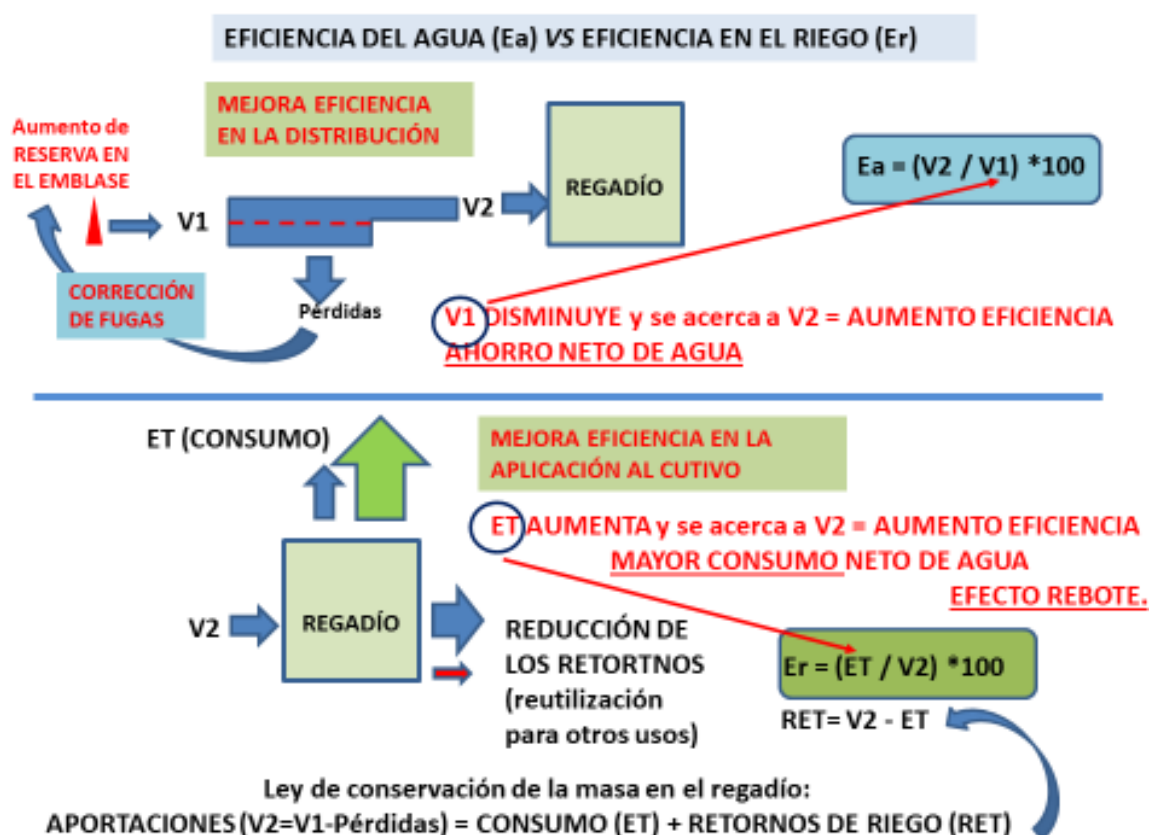 EFICIENCIA DEL AGUA (Ea) VS EFICIENCIA EN EL RIEGO (Er)
MEJORA EFICIENCIA
EN LA DISTRIBUCIÓN
Aumento de
RESERVA EN
EL EMBLASE
V1
V2
REGADÍO
Ea = (V2 / V1) *100
CORRECCIÓN
DE FUGAS
Pérdidas
V1 DISMINUYE y se acerca a V2 = AUMENTO EFICIENCIA
AHORRO NETO DE AGUA
ET (CONSUMO)
MEJORA EFICIENCIA EN LA
APLICACIÓN AL CUTIVO
ET AUMENTA y se acerca a V2 = AUMENTO EFICIENCIA
MAYOR CONSUMO NETO DE AGUA
EFECTO REBOTE.
V2
REGADÍO
REDUCCIÓN DE
LOS RETORTNOS
(reutilización
para otros usos)
Er = (ET / V2) *100
RET= V2 - ET
Ley de conservación de la masa en el regadío:
APORTACIONES (V2=V1-Pérdidas) = CONSUMO (ET) + RETORNOS DE RIEGO (RET)